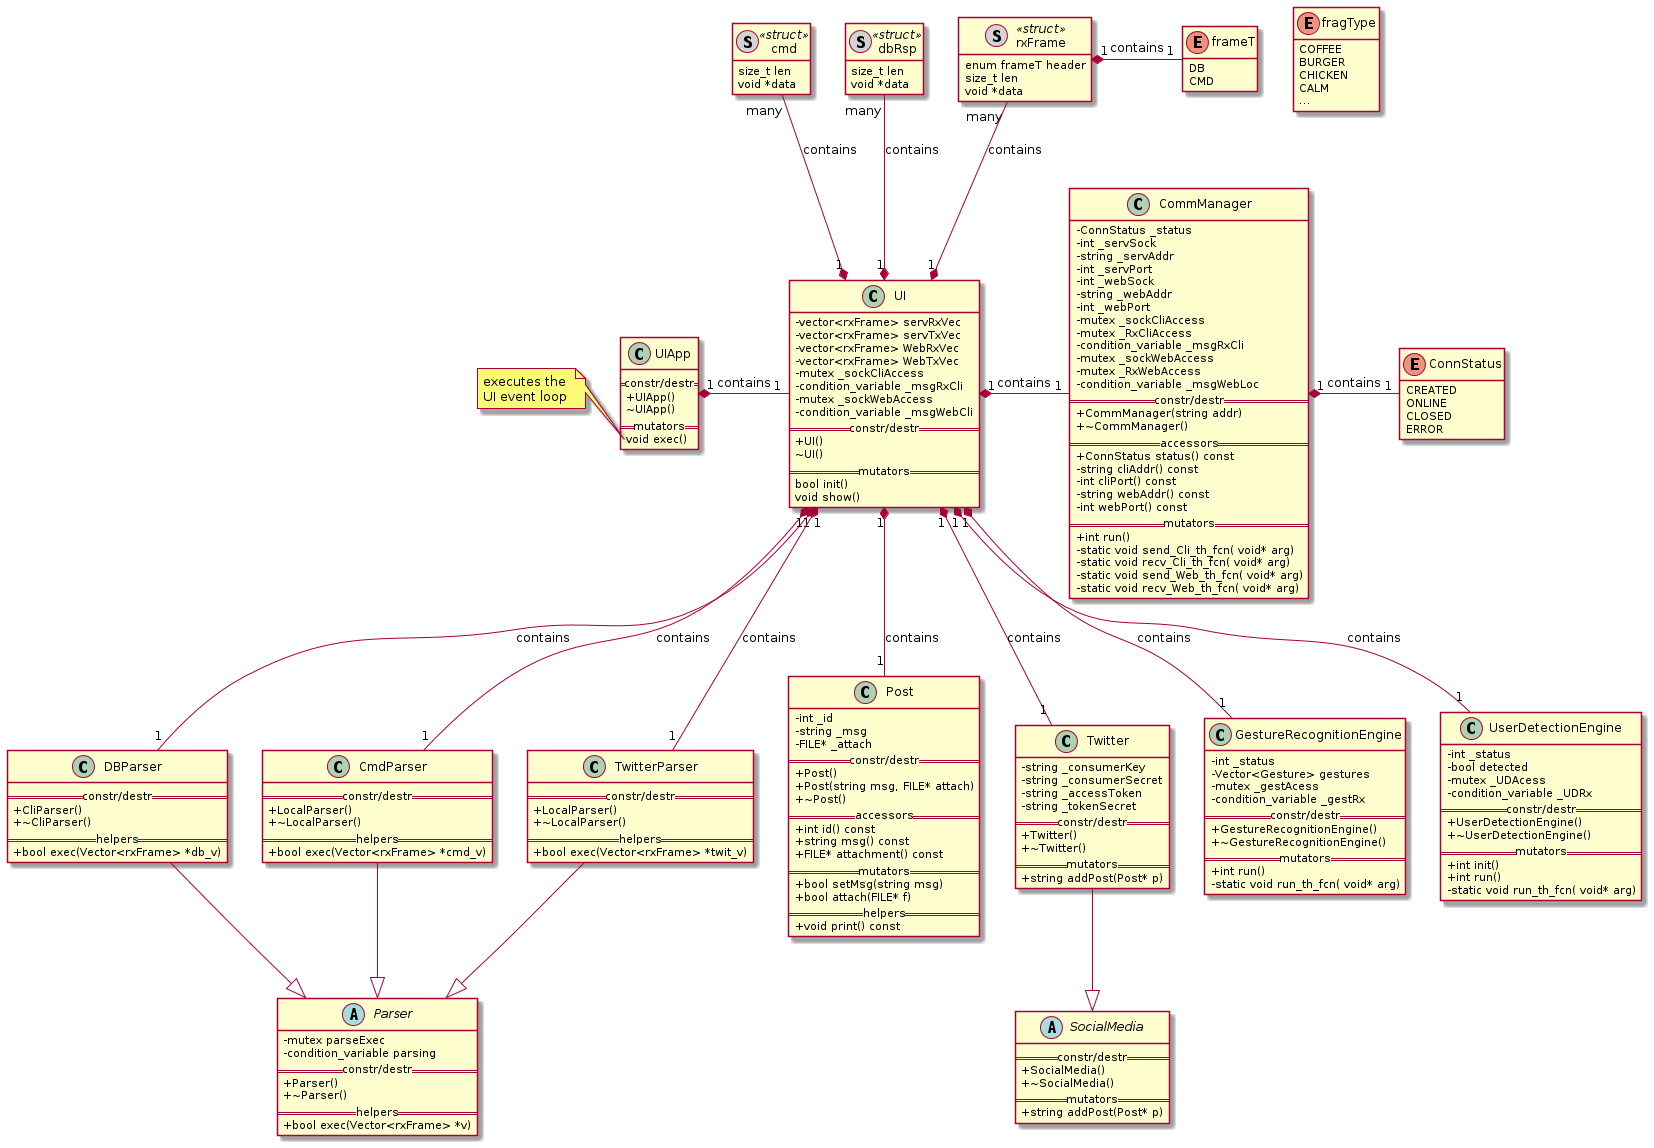 S «struct» cmd
size_t len
void *data
S «struct» dbRsp
size_t len
void *data
S «struct» rxFrame
enum frameT header
size_t len
void *data
1 contains 1
E frameT
DB
CMD
E fragType
COFFEE
BURGER
CHICKEN
CALM
...
many
many
many
contains
contains
contains
1
1
1
executes the
UI event loop
C UIApp
constr/destr
+UIApp()
~UIApp()
mutators
void exec()
1 contains 1
C UI
-vector<rxFrame> servRxVec
-vector<rxFrame> servTxVec
-vector<rxFrame> WebRxVec
-vector<rxFrame> WebTxVec
-mutex _sockCliAccess
-condition_variable _msgRxCli
-mutex _sockWebAccess
-condition_variable _msgWebCli
constr/destr
+UI()
~UI()
mutators
bool init()
void show()
1 contains 1
C CommManager
-ConnStatus _status
-int _servSock
-string _servAddr
-int _servPort
-int _webSock
-string _webAddr
-int _webPort
-mutex _sockCliAccess
-mutex _RxCliAccess
-condition_variable _msgRxCli
-mutex _sockWebAccess
-mutex _RxWebAccess
-condition_variable _msgWebLoc
constr/destr
+CommManager(string addr)
+~CommManager()
accessors
+ConnStatus status() const
-string cliAddr() const
-int cliPort() const
-string webAddr() const
-int webPort() const
mutators
+int run()
-static void send_Cli_th_fcn( void* arg)
-static void recv_Cli_th_fcn( void* arg)
-static void send_Web_th_fcn( void* arg)
-static void recv_Web_th_fcn( void* arg)
1 contains 1
E ConnStatus
CREATED
ONLINE
CLOSED
ERROR
1 1 1 1 1 1 1
contains
contains
contains
contains
contains
contains
contains
1
1
1
1
1
1
1
C DBParser
constr/destr
+CliParser()
+~CliParser()
helpers
+bool exec(Vector<rxFrame> *db_v)
C CmdParser
constr/destr
+LocalParser()
+~LocalParser()
helpers
+bool exec(Vector<rxFrame> *cmd_v)
C TwitterParser
constr/destr
+LocalParser()
+~LocalParser()
helpers
+bool exec(Vector<rxFrame> *twit_v)
C Post
-int _id
-string _msg
-FILE* _attach
constr/destr
+Post()
+Post(string msg, FILE* attach)
+~Post()
accessors
+int id() const
+string msg() const
+FILE* attachment() const
mutators
+bool setMsg(string msg)
+bool attach(FILE* f)
helpers
+void print() const
C Twitter
-string _consumerKey
-string _consumerSecret
-string _accessToken
-string _tokenSecret
constr/destr
+Twitter()
+~Twitter()
mutators
+string addPost(Post* p)
C GestureRecognitionEngine
-int _status
-Vector<Gesture> gestures
-mutex _gestAcess
-condition_variable _gestRx
constr/destr
+GestureRecognitionEngine()
+~GestureRecognitionEngine()
mutators
+int run()
-static void run_th_fcn( void* arg)
C UserDetectionEngine
-int _status
-bool detected
-mutex _UDAcess
-condition_variable _UDRx
constr/destr
+UserDetectionEngine()
+~UserDetectionEngine()
mutators
+int init()
+int run()
-static void run_th_fcn( void* arg)
A Parser
-mutex parseExec
-condition_variable parsing
constr/destr
+Parser()
+~Parser()
helpers
+bool exec(Vector<rxFrame> *v)
A SocialMedia
constr/destr
+SocialMedia()
+~SocialMedia()
mutators
+string addPost(Post* p)